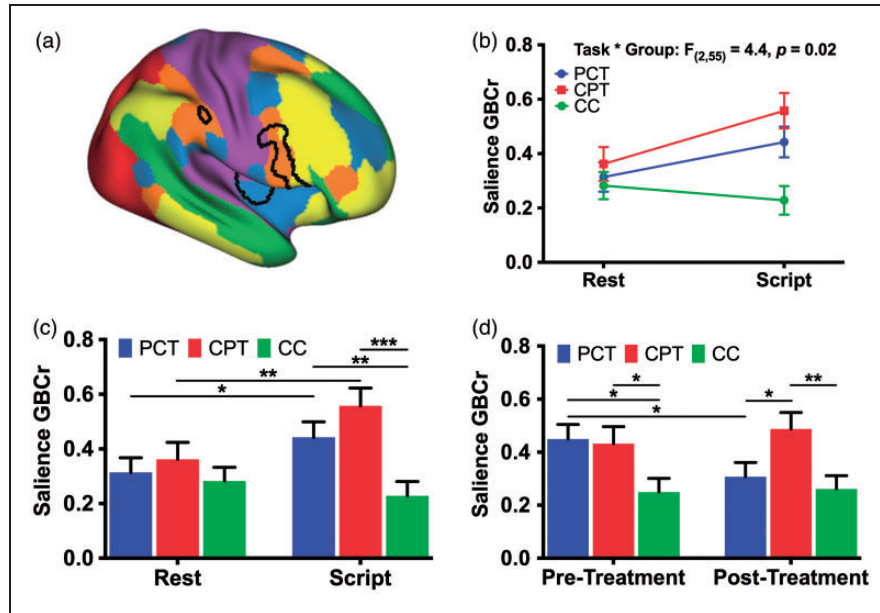 (a)
(b)
0.8
Task * Group: F(2,55) = 4.4, p = 0.02
PCT
CPT
CC
0.6
0.4
0.2
0.0
Salience GBCr
Rest Script
(c)
0.8
PCT CPT CC
***
**
**
*
0.6
0.4
0.2
0.0
Salience GBCr
Rest Script
(d)
0.8
PCT CPT CC
* **
* *
*
0.6
0.4
0.2
0.0
Salience GBCr
Pre-Treatment Post-Treatment